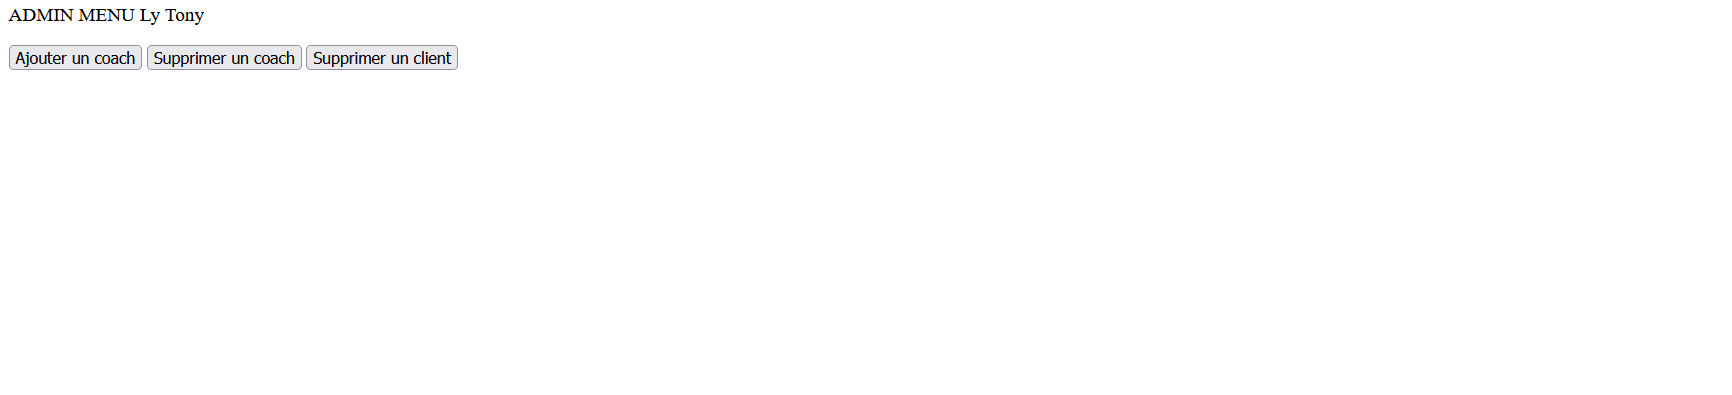 ADMIN MENU Ly Tony
Ajouter un coach Supprimer un coach Supprimer un client